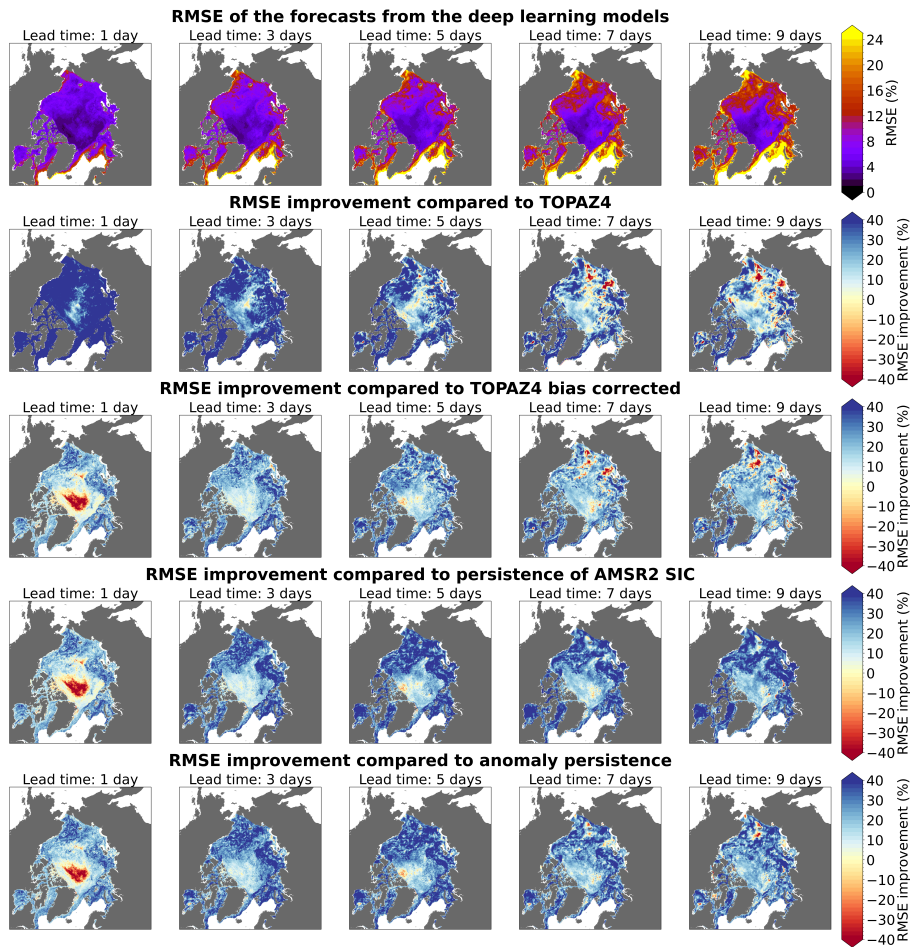 RMSE of the forecasts from the deep learning models
Lead time: 1 day Lead time: 3 days Lead time: 5 days Lead time: 7 days Lead time: 9 days
24
20
16
12
8
4
0
RMSE (%)
RMSE improvement compared to TOPAZ4
Lead time: 1 day Lead time: 3 days Lead time: 5 days Lead time: 7 days Lead time: 9 days
40
30
20
10
0
−10
−20
−30
−40
RMSE improvement (%)
RMSE improvement compared to TOPAZ4 bias corrected
Lead time: 1 day Lead time: 3 days Lead time: 5 days Lead time: 7 days Lead time: 9 days
40
30
20
10
0
−10
−20
−30
−40
RMSE improvement (%)
RMSE improvement compared to persistence of AMSR2 SIC
Lead time: 1 day Lead time: 3 days Lead time: 5 days Lead time: 7 days Lead time: 9 days
40
30
20
10
0
−10
−20
−30
−40
RMSE improvement (%)
RMSE improvement compared to anomaly persistence
Lead time: 1 day Lead time: 3 days Lead time: 5 days Lead time: 7 days Lead time: 9 days
40
30
20
10
0
−10
−20
−30
−40
RMSE improvement (%)